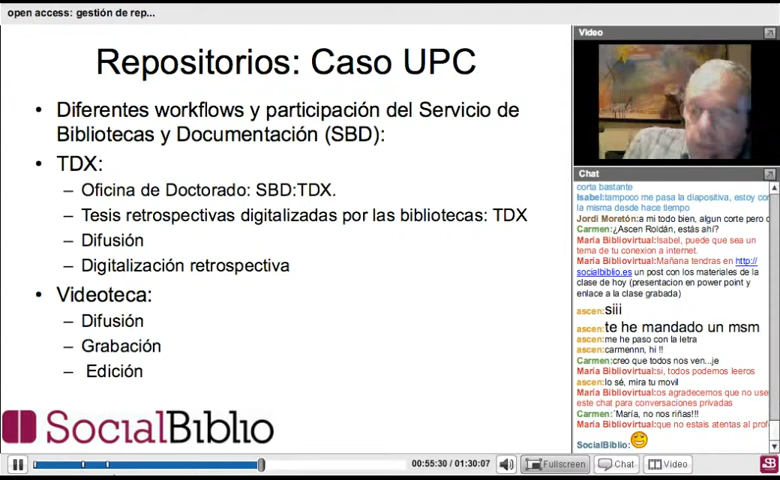 open access: gestión de rep...
Repositorios: Caso UPC
• Diferentes workflows y participación del Servicio de
Bibliotecas y Documentación (SBD):
• TDX:
– Oficina de Doctorado: SBD:TDX.
– Tesis retrospectivas digitalizadas por las bibliotecas: TDX
– Difusión
– Digitalización retrospectiva
• Videoteca:
– Difusión
– Grabación
– Edición
SocialBiblio
Video
Chat
corta bastante
Isabel:tampoco me pasa la diapositiva, estoy co
la misma desde hace tiempo
Jordi Moretón:a mi todo bien, algun corte pero
Carmen:¿Ascen Roldán, estás ahí?
María Bibliovirtual:Isabel, puede que sea un
tema de tu conexion a internet.
María Bibliovirtual:Mañana tendras en http://
socialbiblio.es un post con los materiales de la
clase de hoy (presentacion en power point y
enlace a la clase grabada)
ascen:siii
ascen:te he mandado un msm
ascen:me he paso con la letra
ascen:carmennn, hi !!
Carmen:creo que todos nos ven...je
María Bibliovirtual:si, todos podemos leeros
ascen:lo sé, mira tu movil
María Bibliovirtual:os agradecemos que no use
este chat para conversaciones privadas
Carmen:¨María, no nos riñas!!!
María Bibliovirtual:que no estais atentas al prof
SocialBiblio:
00:55:30 / 01:30:07
Fullscreen
Chat
Video
SB